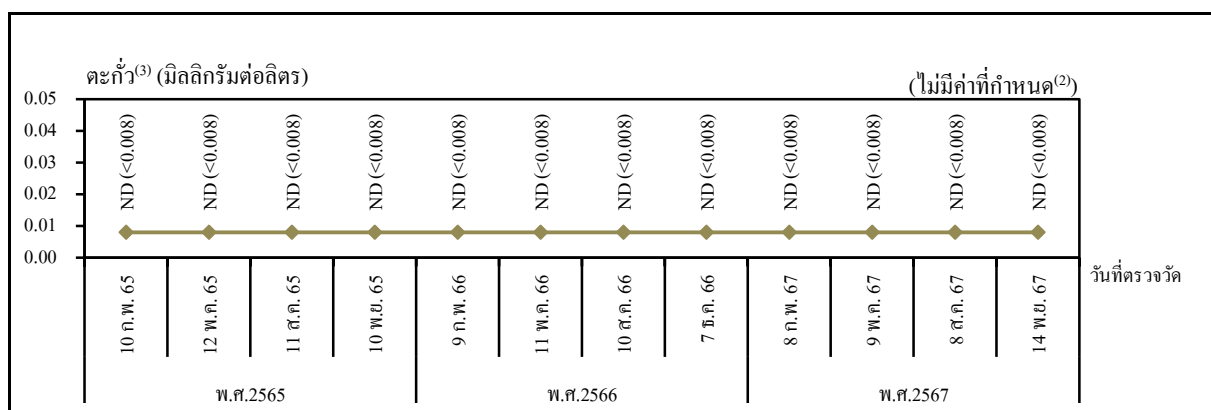 ตะกั่ว(3) (มิลลิกรัมต่อลิตร)
(ไม่มีค่าที่กำหนด(2))
0.05
0.04
0.03
0.02
0.01
0.00
ND (<0.008)
ND (<0.008)
ND (<0.008)
ND (<0.008)
ND (<0.008)
ND (<0.008)
ND (<0.008)
ND (<0.008)
ND (<0.008)
ND (<0.008)
ND (<0.008)
ND (<0.008)
10 ก.พ. 65
12 พ.ค. 65
11 ส.ค. 65
10 พ.ย. 65
9 ก.พ. 66
11 พ.ค. 66
10 ส.ค. 66
7 ธ.ค. 66
8 ก.พ. 67
9 พ.ค. 67
8 ส.ค. 67
14 พ.ย. 67
วันที่ตรวจวัด
พ.ศ.2565
พ.ศ.2566
พ.ศ.2567